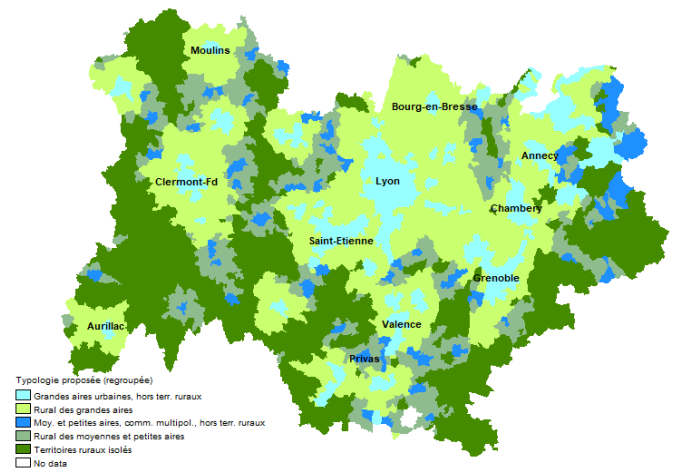 Moulins
Bourg-en-Bresse
Annecy
Clermont-Fd
Lyon
Chambery
Saint-Etienne
Grenoble
Aurillac
Valence
Privas
Typologie proposée (regroupée)
Grandes aires urbaines, hors terr. ruraux
Rural des grandes aires
Moy. et petites aires, comm. multipol., hors terr. ruraux
Rural des moyennes et petites aires
Territoires ruraux isolés
No data